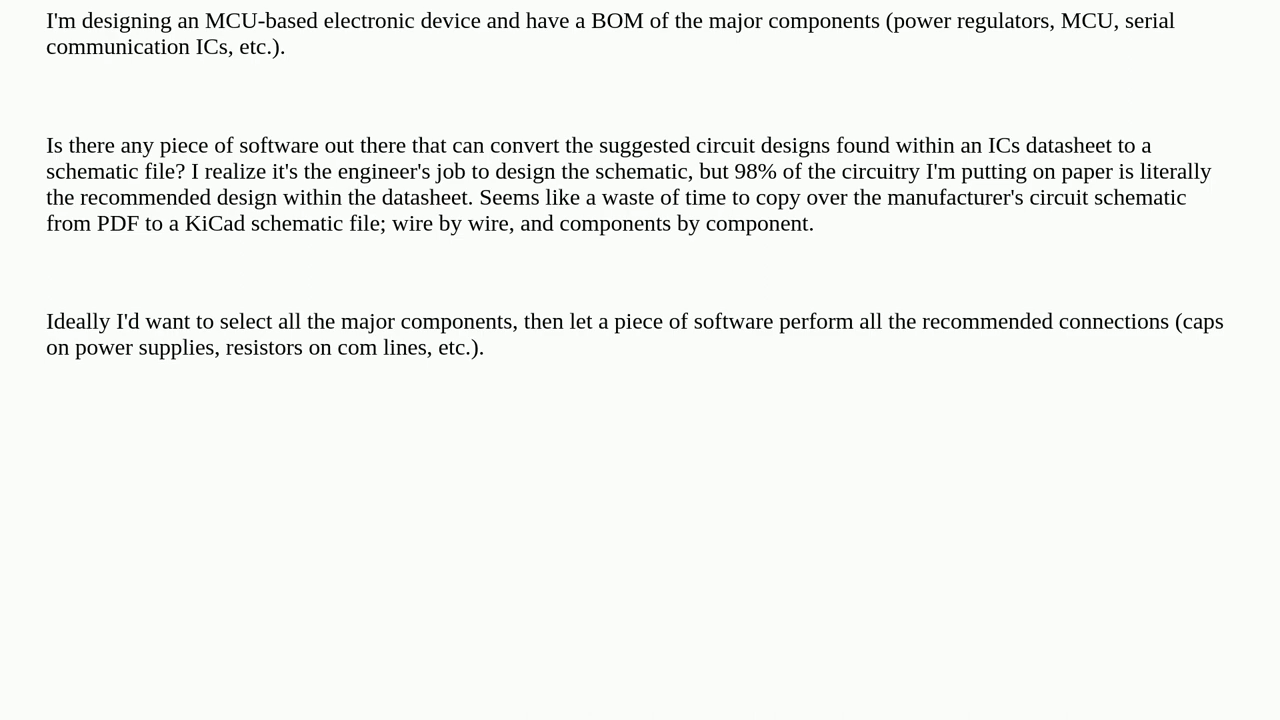 I'm designing an MCU-based electronic device and have a BOM of the major components (power regulators, MCU, serial
communication ICs, etc.).
Is there any piece of software out there that can convert the suggested circuit designs found within an ICs datasheet to a
schematic file? I realize it's the engineer's job to design the schematic, but 98% of the circuitry I'm putting on paper is literally
the recommended design within the datasheet. Seems like a waste of time to copy over the manufacturer's circuit schematic
from PDF to a KiCad schematic file; wire by wire, and components by component.
Ideally I'd want to select all the major components, then let a piece of software perform all the recommended connections (caps
on power supplies, resistors on com lines, etc.).